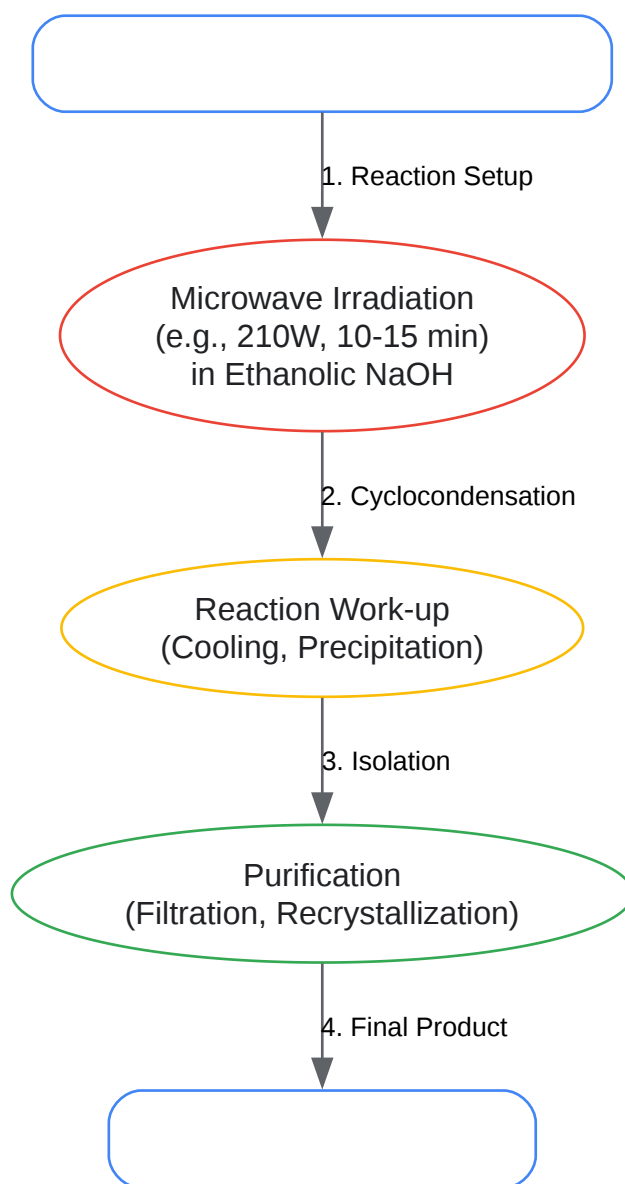 1. Reaction Setup
Microwave Irradiation
(e.g., 210W, 10-15 min)
in Ethanolic NaOH
2. Cyclocondensation
Reaction Work-up
(Cooling, Precipitation)
3. Isolation
Purification
(Filtration, Recrystallization)
4. Final Product